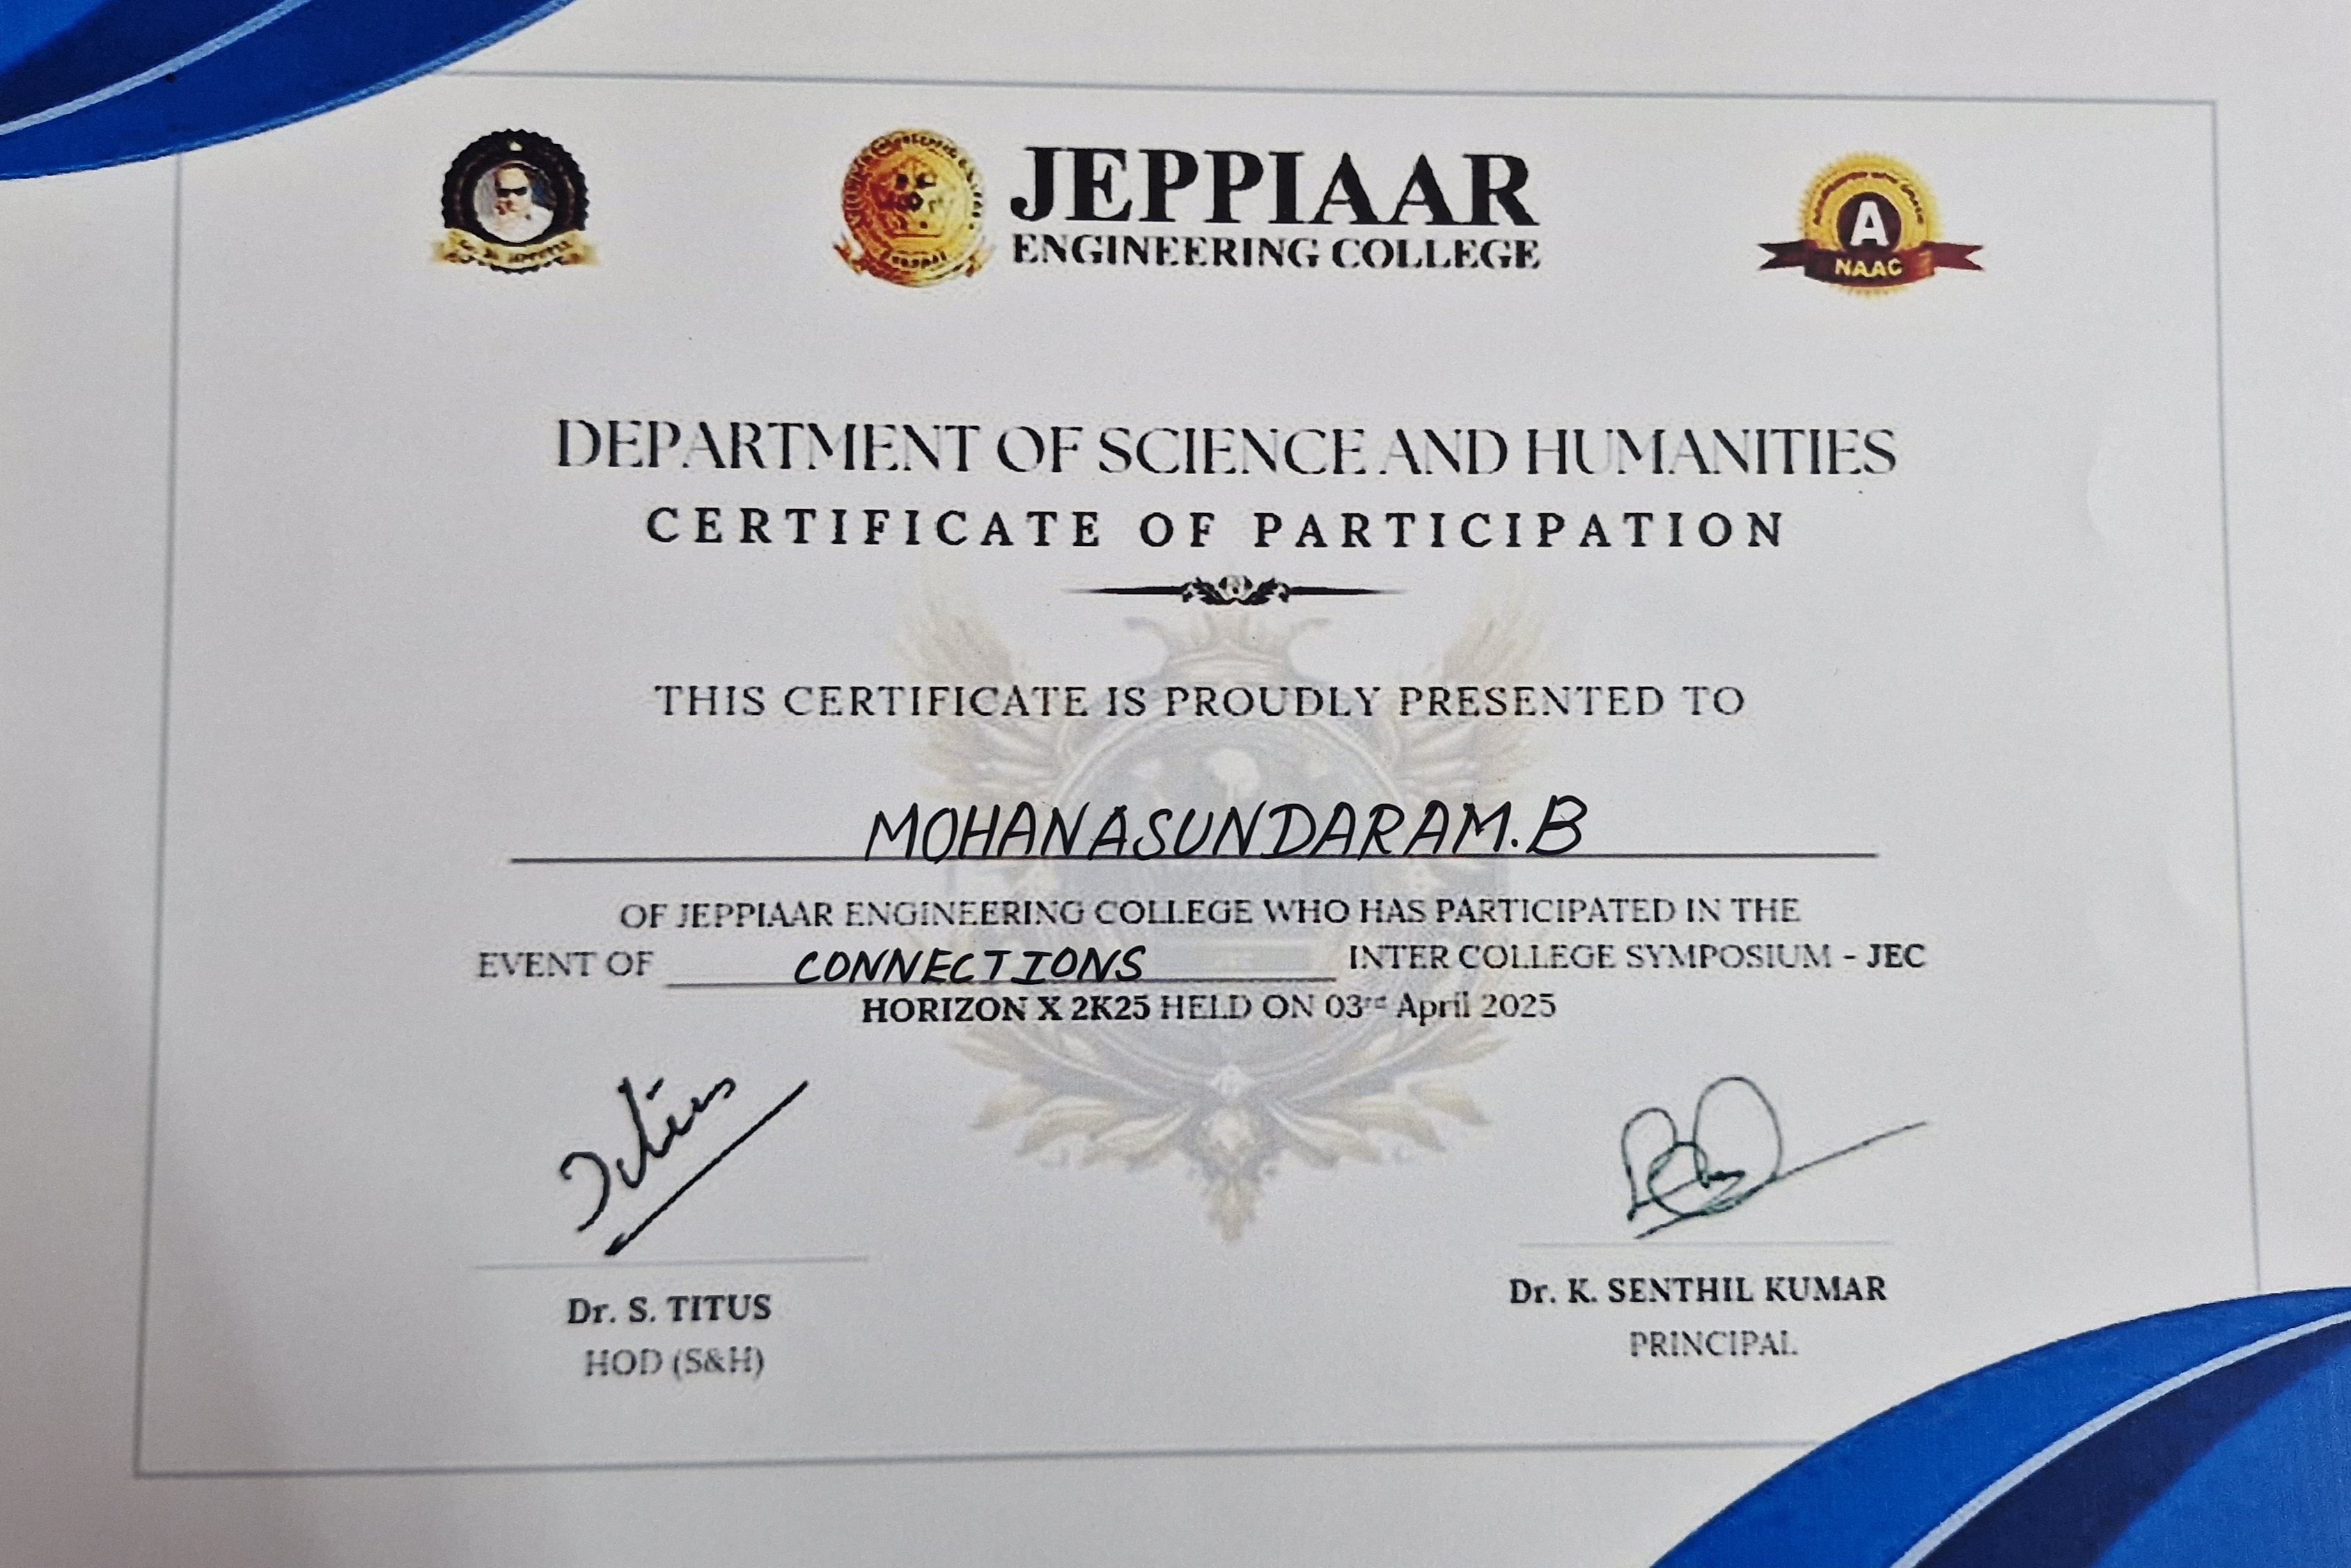 JEPPIAAR
ENGINEERING COLLEGE
A
NAAC
DEPARTMENT OF SCIENCE AND HUMANITIES
CERTIFICATE OF PARTICIPATION
THIS CERTIFICATE IS PROUDLY PRESENTED TO
MOHANASUNDARAM.B
OF JEPPIAAR ENGINEERING COLLEGE WHO HAS PARTICIPATED IN THE
EVENT OF CONNECTIONS INTER COLLEGE SYMPOSIUM - JEC
HORIZON X 2K25 HELD ON 03rd April 2025
Titus
Dr. S. TITUS
HOD (S&H)
Dr. K. SENTHIL KUMAR
PRINCIPAL